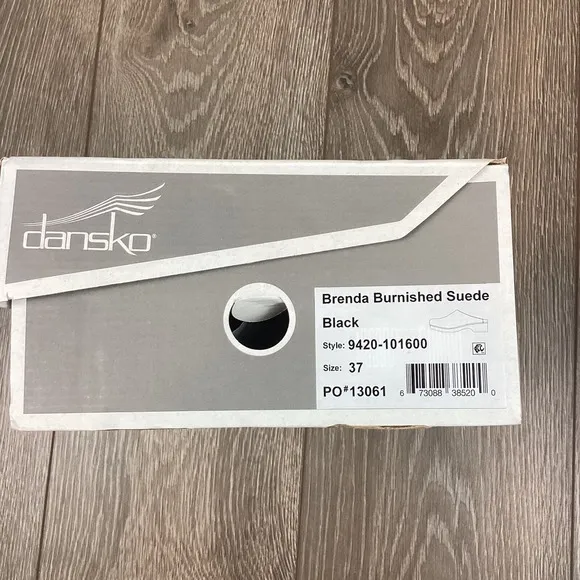 dansko®
Brenda Burnished Suede
Black
Style: 9420-101600
Size: 37
PO#13061
6 73088 38520 0